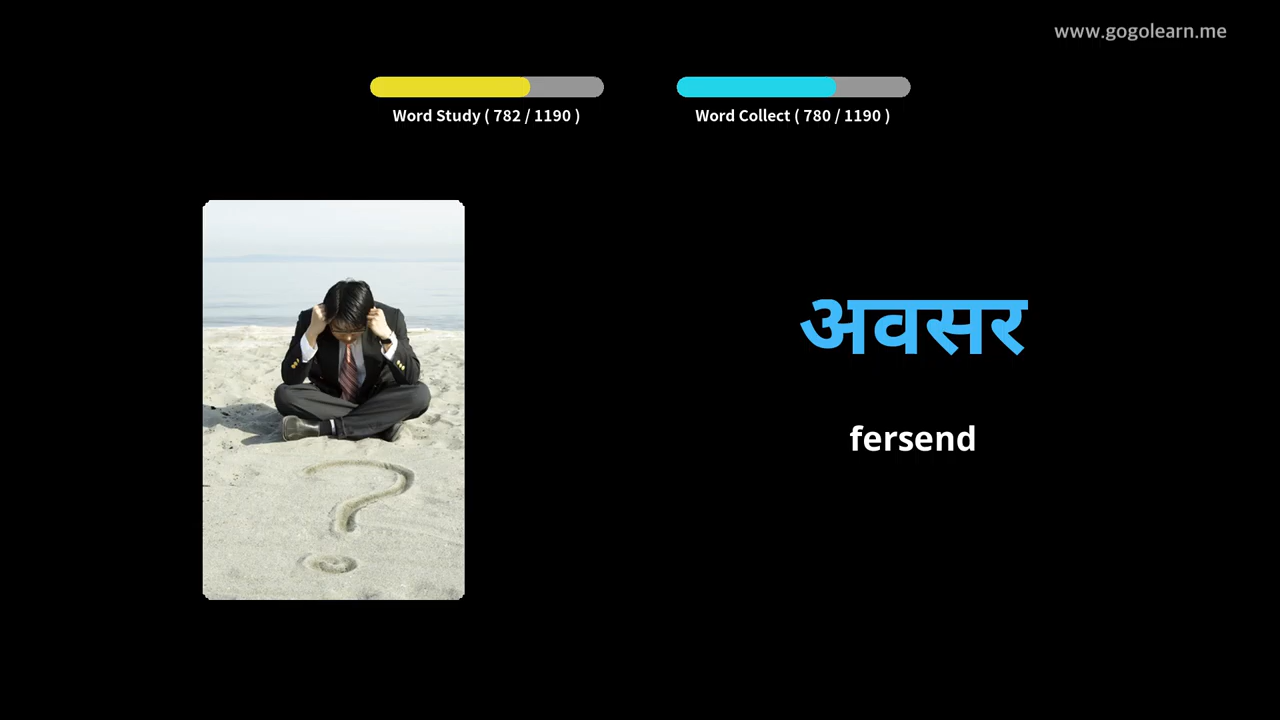 www.gogolearn.me
Word Study ( 782 / 1190 )
Word Collect ( 780 / 1190 )
अवसर
fersend
?